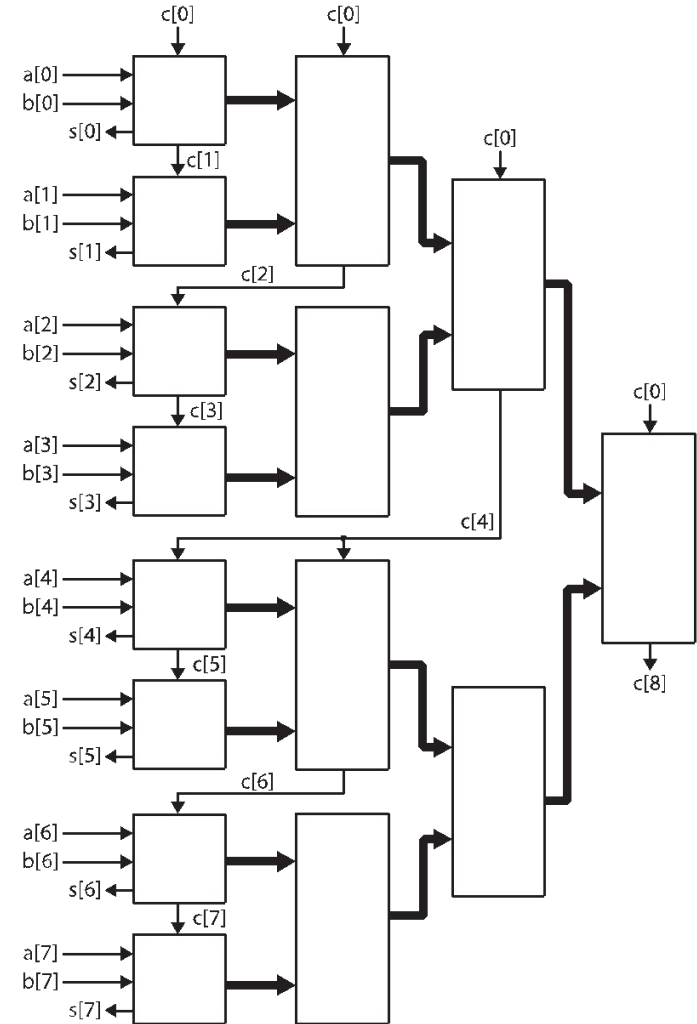 c[0] c[0]
a[0]
b[0]
s[0]
c[1]
c[0]
a[1]
b[1]
s[1]
c[2]
a[2]
b[2]
s[2]
c[0]
c[3]
a[3]
b[3]
s[3]
c[4]
a[4]
b[4]
s[4]
c[5]
c[8]
a[5]
b[5]
s[5]
c[6]
a[6]
b[6]
s[6]
c[7]
a[7]
b[7]
s[7]